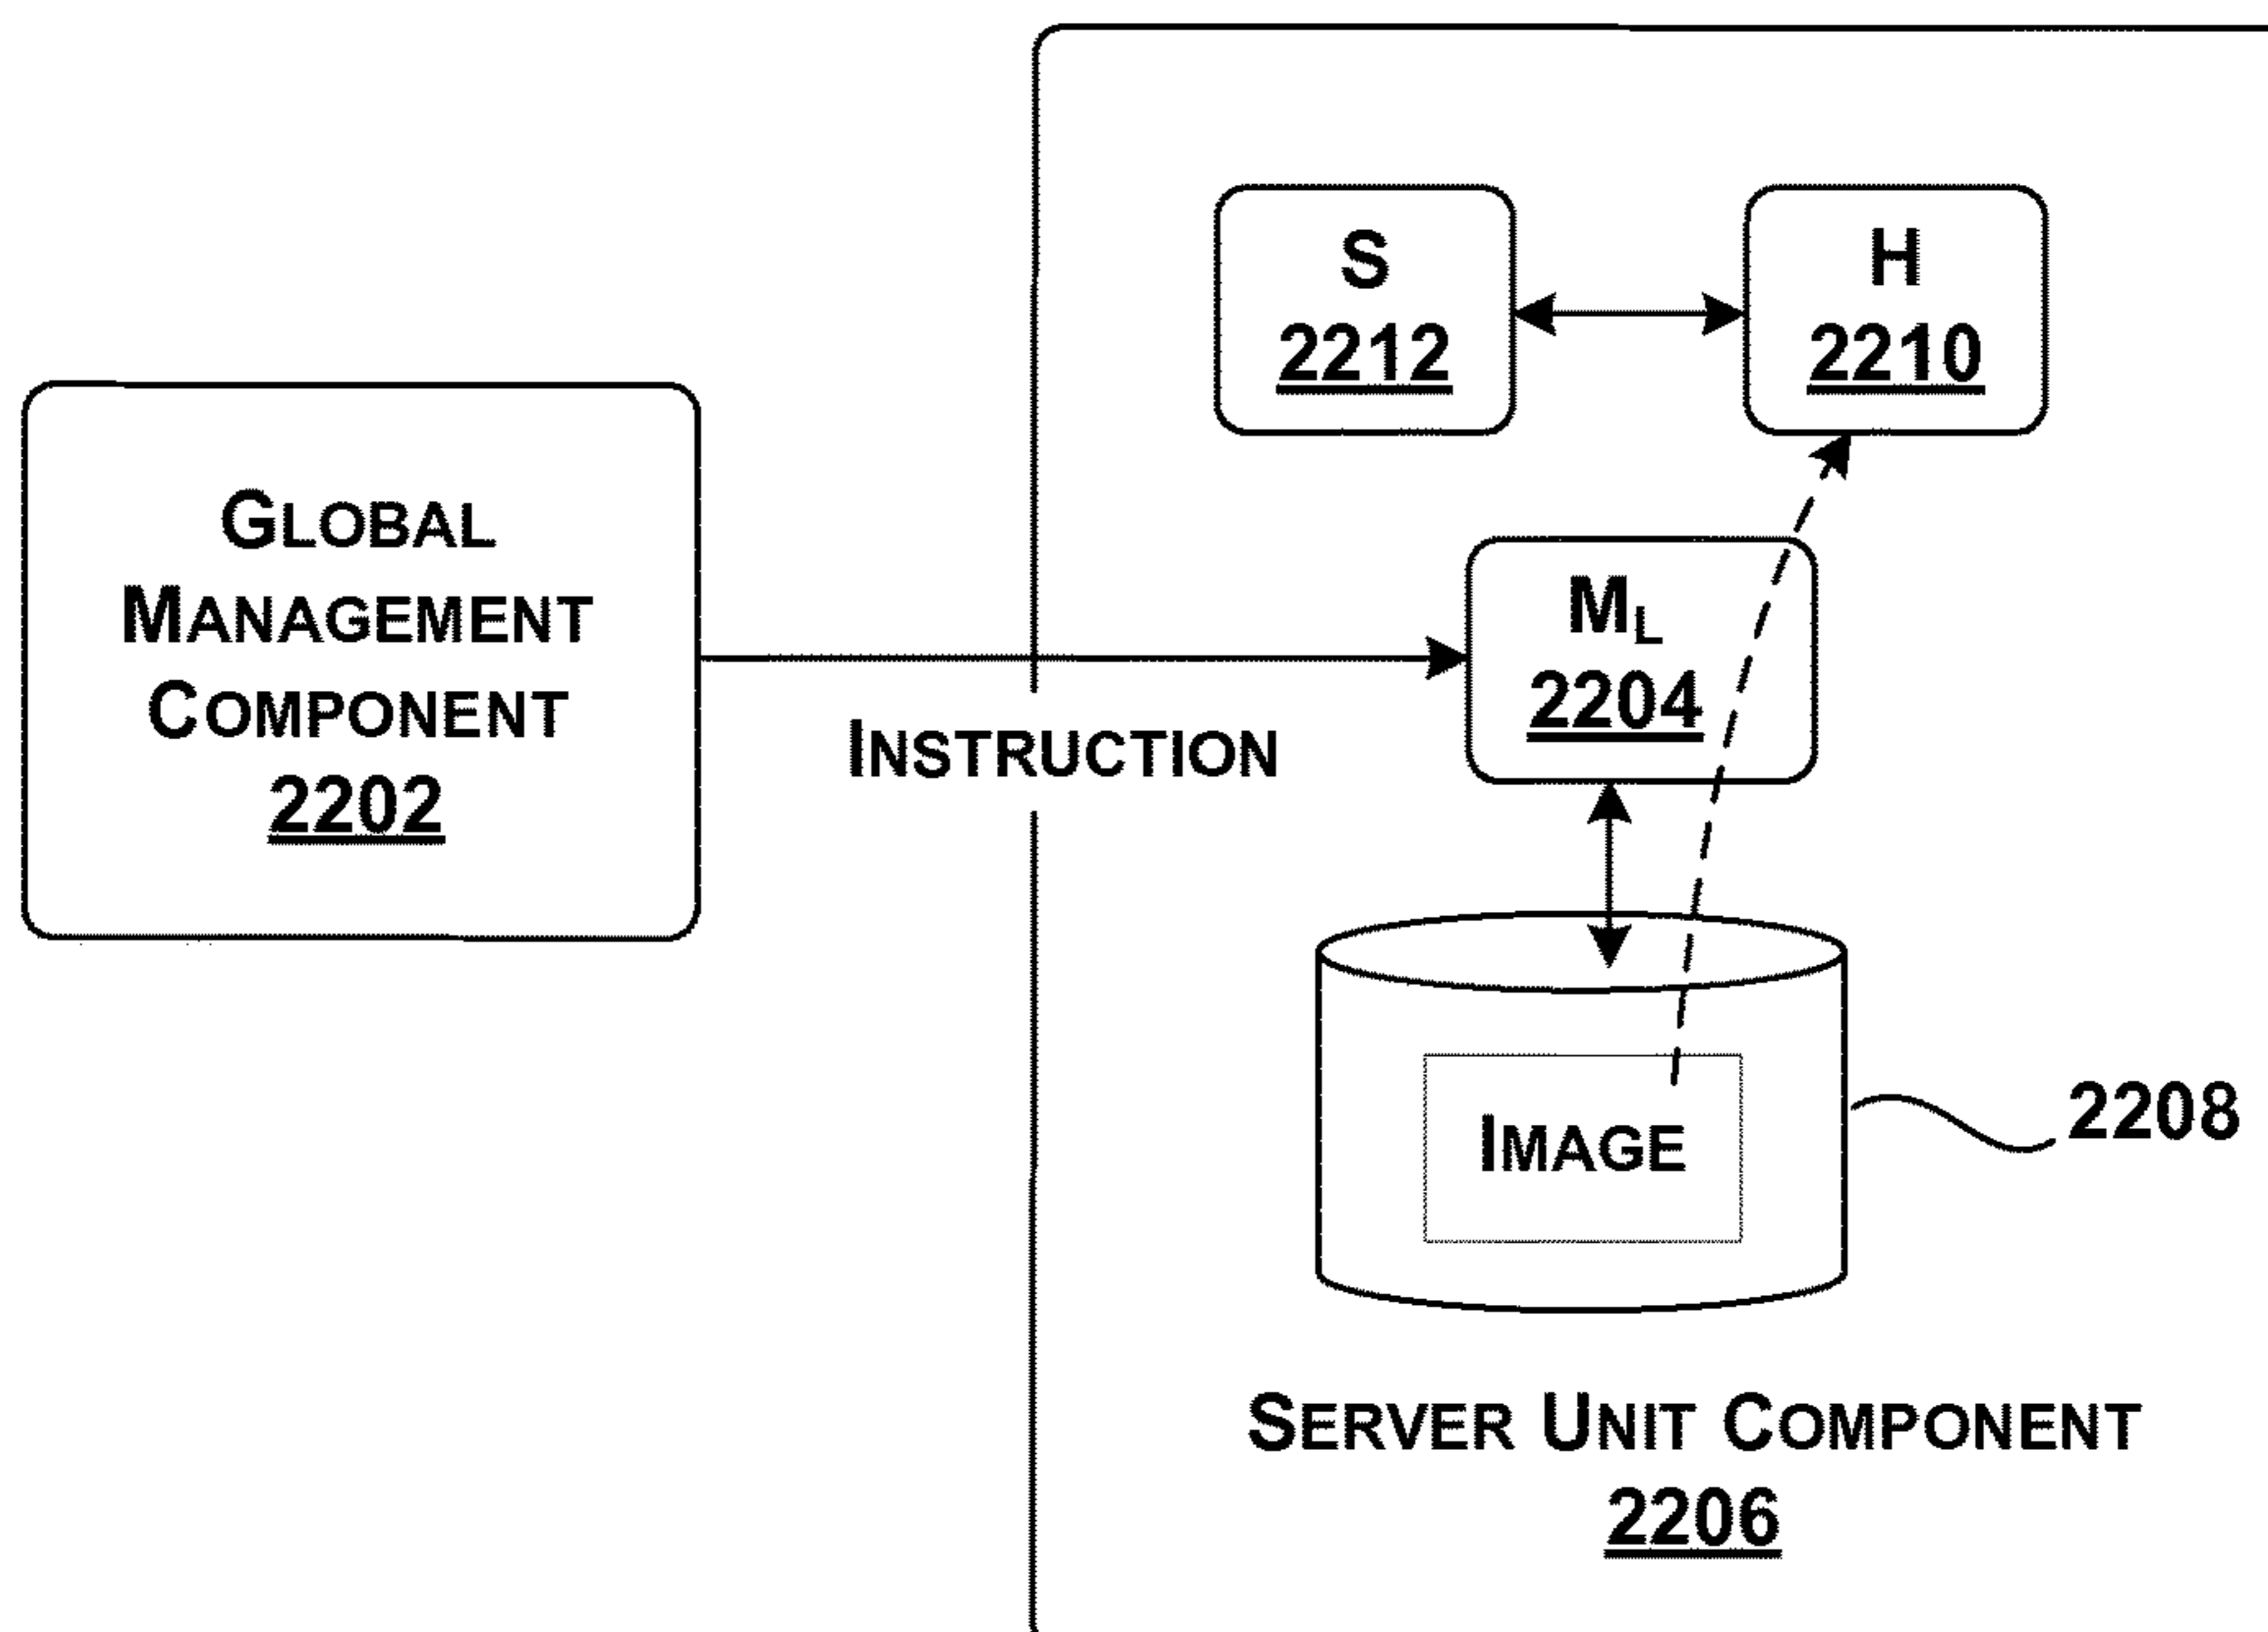 S
2212
H
2210
GLOBAL
MANAGEMENT
COMPONENT
2202
ML
2204
INSTRUCTION
IMAGE
2208
SERVER UNIT COMPONENT
2206